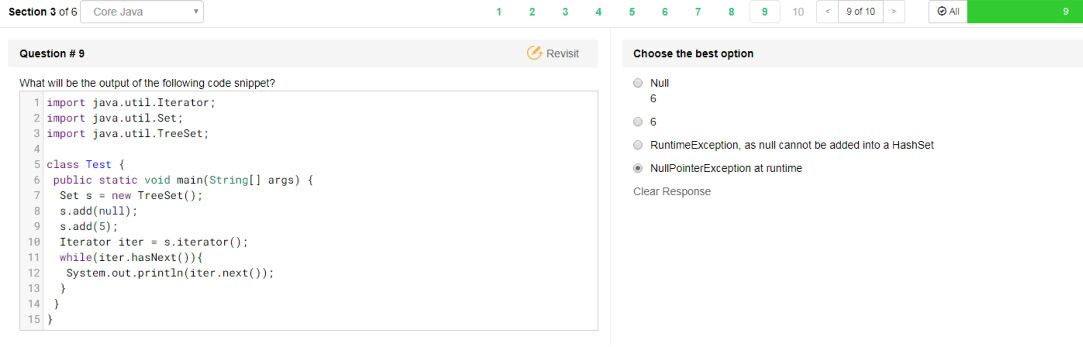 Section 3 of 6 Core Java
1 2 3 4 5 6 7 8 9 10 < 9 of 10 > All 9
Question # 9 Revisit
What will be the output of the following code snippet?
1 import java.util.Iterator;
2 import java.util.Set;
3 import java.util.TreeSet;
4
5 class Test {
6 public static void main(String[] args) {
7 Set s = new TreeSet();
8 s.add(null);
9 s.add(5);
10 Iterator iter = s.iterator();
11 while(iter.hasNext()){
12 System.out.println(iter.next());
13 }
14 }
15 }
Choose the best option
Null
6
6
RuntimeException, as null cannot be added into a HashSet
NullPointerException at runtime
Clear Response